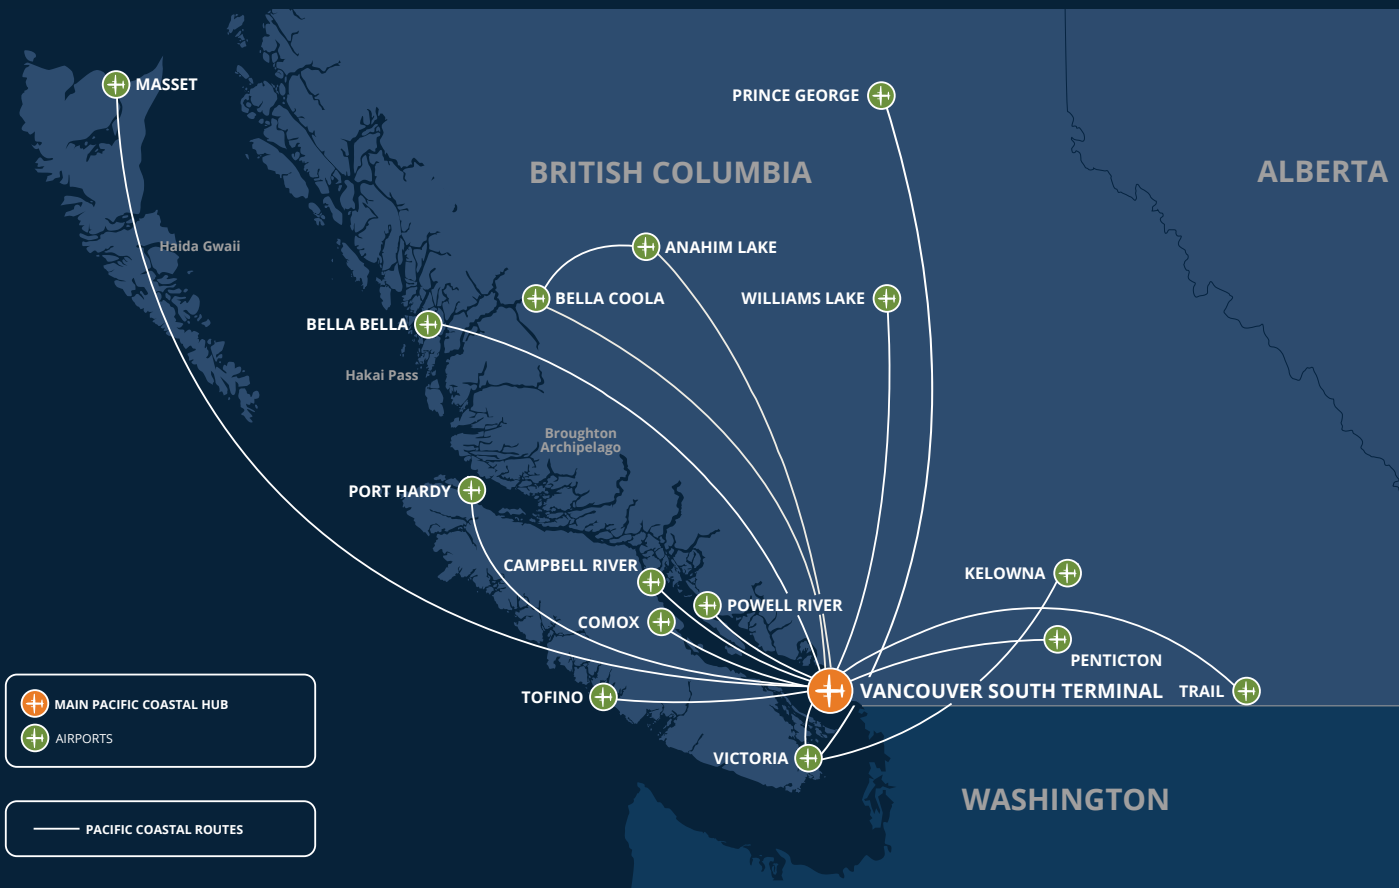 MASSET
PRINCE GEORGE
BRITISH COLUMBIA
ALBERTA
Haida Gwaii
ANAHIM LAKE
BELLA COOLA
WILLIAMS LAKE
BELLA BELLA
Hakai Pass
Broughton
Archipelago
PORT HARDY
CAMPBELL RIVER
KELOWNA
POWELL RIVER
COMOX
PENTICTON
VANCOUVER SOUTH TERMINAL
TRAIL
TOFINO
MAIN PACIFIC COASTAL HUB
AIRPORTS
VICTORIA
WASHINGTON
PACIFIC COASTAL ROUTES